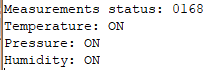 Measurements status: 0168
Temperature: ON
Pressure: ON
Humidity: ON